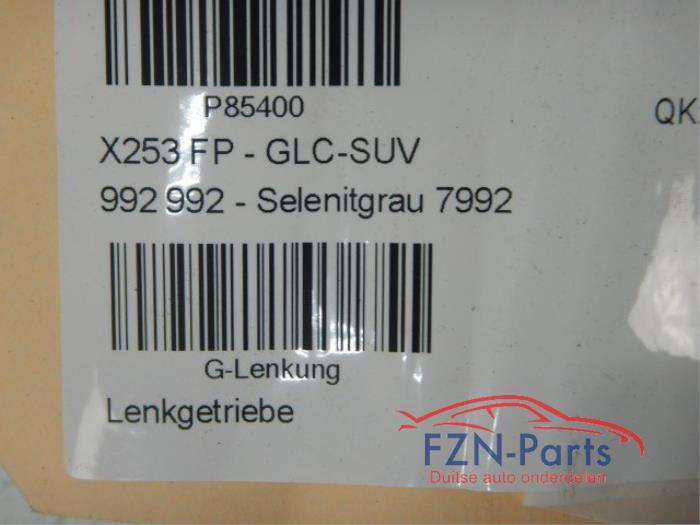 P85400
QK
X253 FP - GLC-SUV
992 992 - Selenitgrau 7992
G-Lenkung
Lenkgetriebe
FZN-Parts
Duitse auto onderdelen